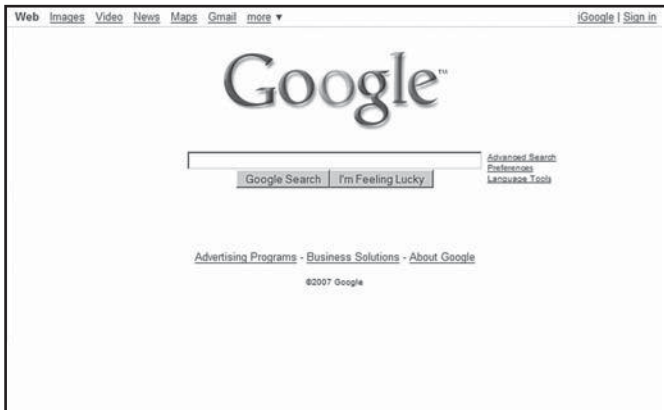 Web Images Video News Maps Gmail more ▼ iGoogle | Sign in
Google™
Advanced Search
Preferences
Google Search I'm Feeling Lucky Language Tools
Advertising Programs - Business Solutions - About Google
©2007 Google